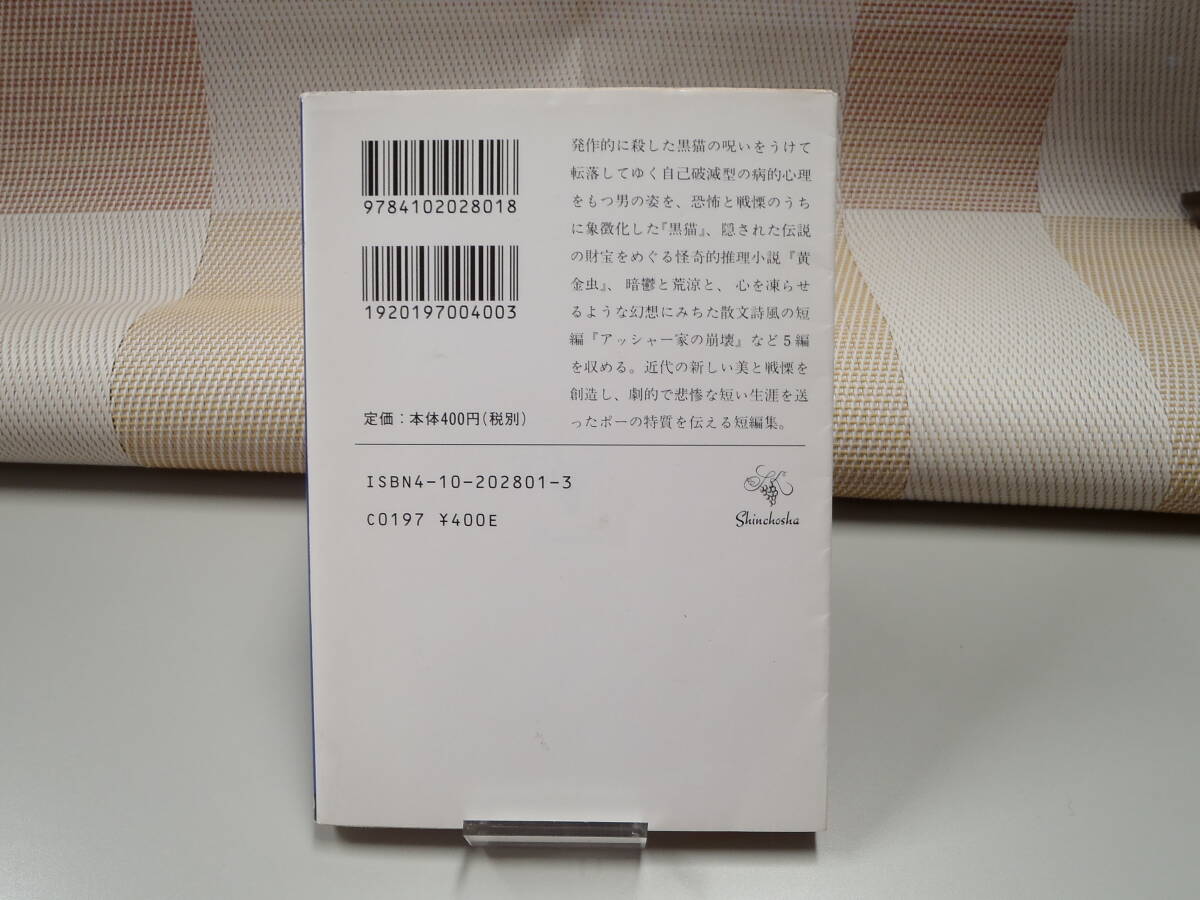 9784102028018
1920197004003
定価：本体400円(税別)
発作的に殺した黒猫の呪いをうけて
転落してゆく自己破滅型の病的心理
をもつ男の姿を、恐怖と戦慄のうち
に象徴化した『黒猫』、隠された伝説
の財宝をめぐる怪奇的推理小説『黄
金虫』、暗鬱と荒涼と、心を凍らせ
るような幻想にみちた散文詩風の短
編『アッシャー家の崩壊』など5編
を収める。近代の新しい美と戦慄を
創造し、劇的で悲惨な短い生涯を送
ったポーの特質を伝える短編集。
ISBN4-10-202801-3
C0197 ¥400E
Shinchosha